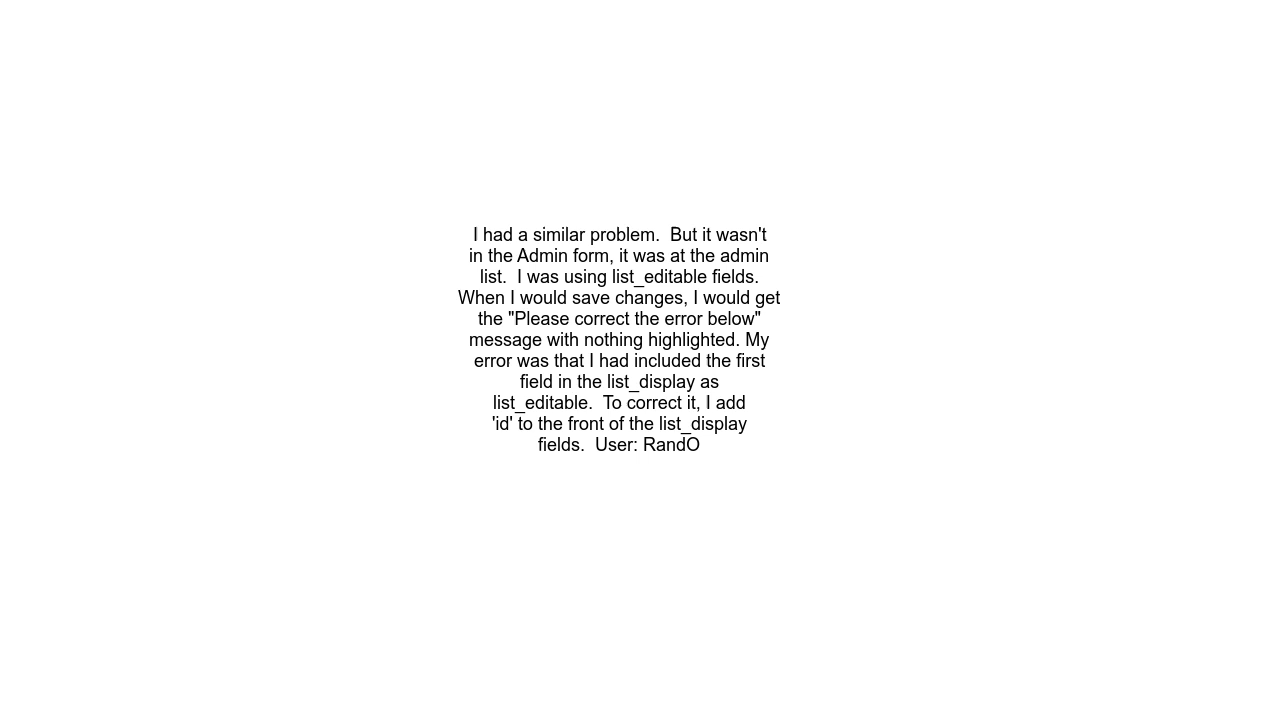 I had a similar problem.  But it wasn't
in the Admin form, it was at the admin
list.  I was using list_editable fields.
When I would save changes, I would get
the "Please correct the error below"
message with nothing highlighted. My
error was that I had included the first
field in the list_display as
list_editable.  To correct it, I add
'id' to the front of the list_display
fields.  User: RandO